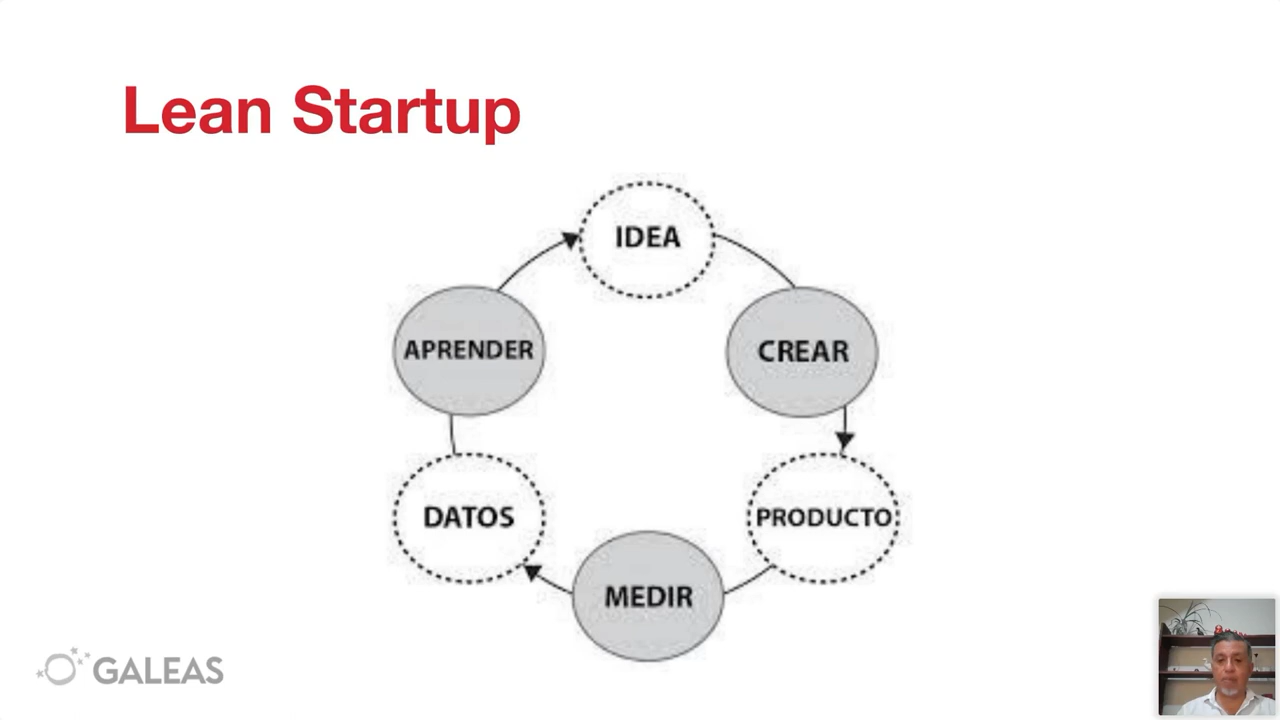 Lean Startup
IDEA
CREAR
PRODUCTO
MEDIR
DATOS
APRENDER
GALEAS